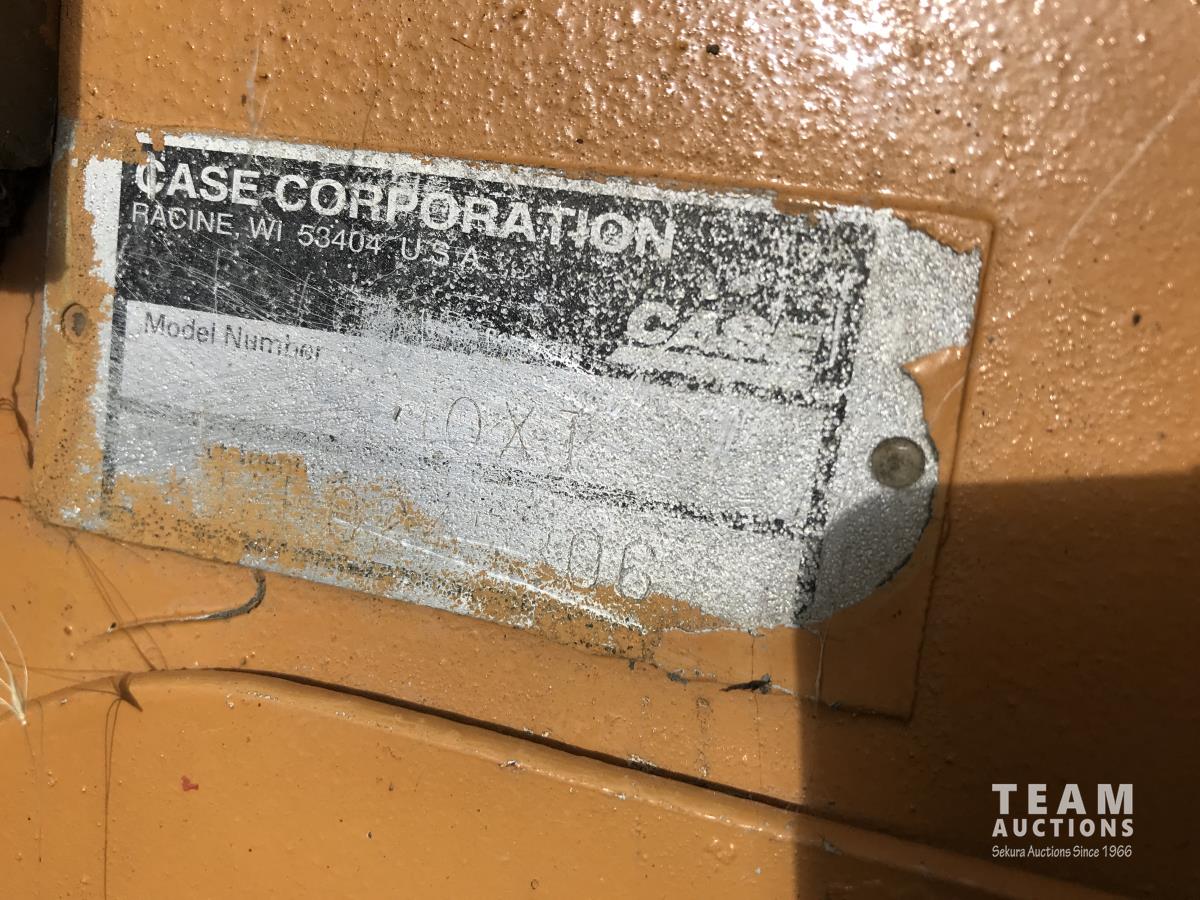 CASE CORPORATION
RACINE, WI 53404 U.S.A.
CASE
Model Number
TEAM
AUCTIONS
Sekura Auctions Since 1966